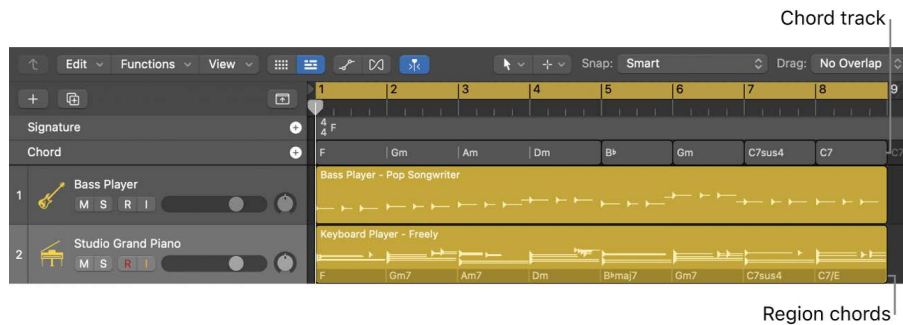 Chord track
Edit Functions View Snap: Smart Drag: No Overlap
1 2 3 4 5 6 7 8 9
Signature 4/4 F
Chord F Gm Am Dm B♭ Gm C7sus4 C7 C7
Bass Player - Pop Songwriter
1 Bass Player
M S R I
Keyboard Player - Freely
2 Studio Grand Piano
M S R I
F Gm7 Am7 Dm B♭maj7 Gm7 C7sus4 C7/E
Region chords